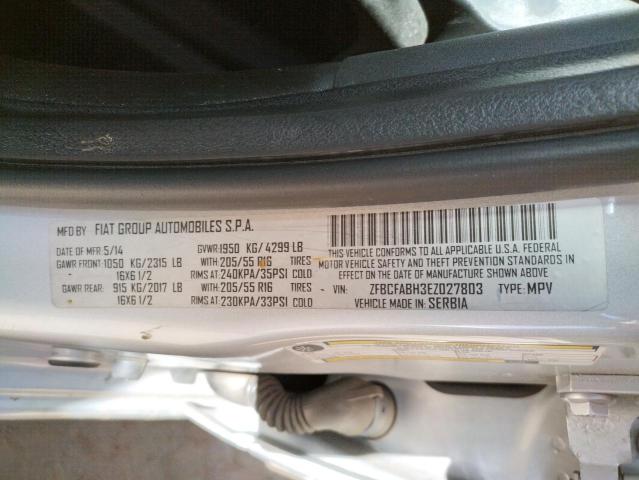 MFD BY FIAT GROUP AUTOMOBILES S.P.A.
DATE OF MFR 5/14 GVWR 1950 KG/ 4299 LB
GAWR FRONT: 1050 KG/2315 LB WITH 205/55 R16 TIRES
16X6 1/2 RIMS AT: 240KPA/35PSI COLD
GAWR REAR: 915 KG/2017 LB WITH 205/55 R16 TIRES
16X6 1/2 RIMS AT: 230KPA/33PSI COLD
THIS VEHICLE CONFORMS TO ALL APPLICABLE U.S.A. FEDERAL
MOTOR VEHICLE SAFETY AND THEFT PREVENTION STANDARDS IN
EFFECT ON THE DATE OF MANUFACTURE SHOWN ABOVE.
VIN: ZFBCFABH3EZ027803 TYPE: MPV
VEHICLE MADE IN: SERBIA